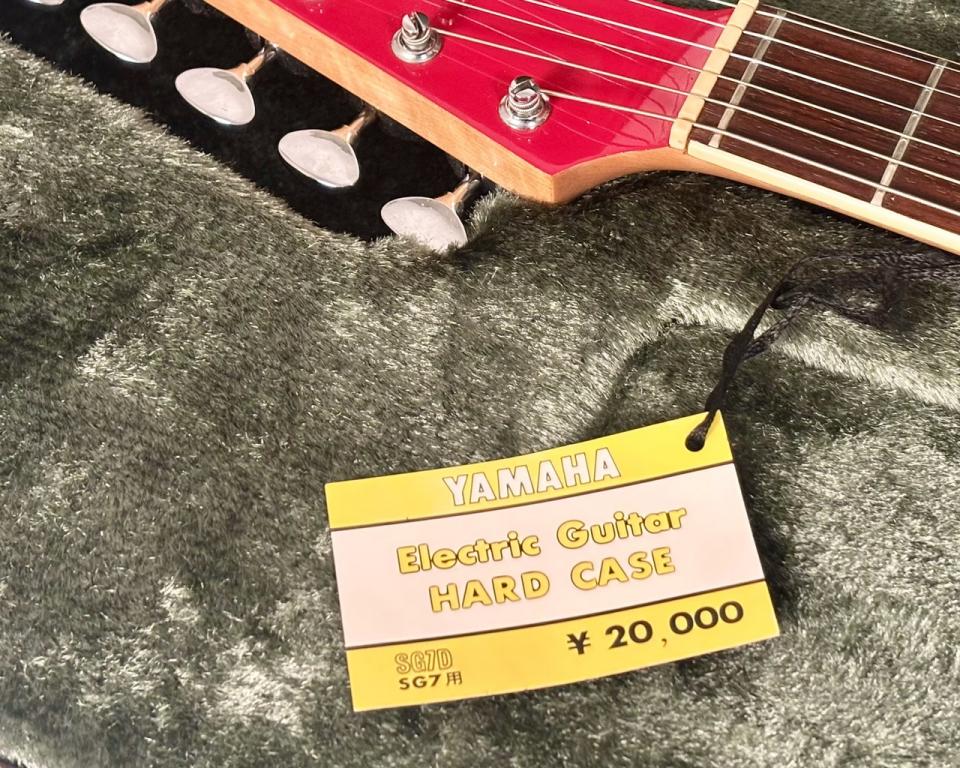 YAMAHA
Electric Guitar
HARD CASE
¥ 20,000
SG7D
SG7用